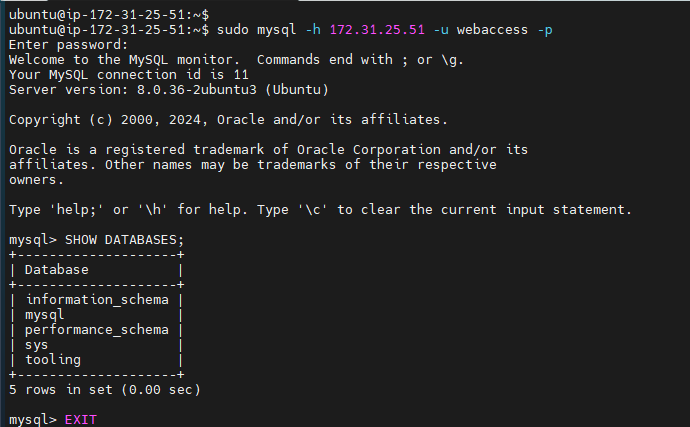 ubuntu@ip-172-31-25-51:~$
ubuntu@ip-172-31-25-51:~$ sudo mysql -h 172.31.25.51 -u webaccess -p
Enter password:
Welcome to the MySQL monitor.  Commands end with ; or \g.
Your MySQL connection id is 11
Server version: 8.0.36-2ubuntu3 (Ubuntu)

Copyright (c) 2000, 2024, Oracle and/or its affiliates.

Oracle is a registered trademark of Oracle Corporation and/or its
affiliates. Other names may be trademarks of their respective
owners.

Type 'help;' or '\h' for help. Type '\c' to clear the current input statement.

mysql> SHOW DATABASES;
+--------------------+
| Database           |
+--------------------+
| information_schema |
| mysql              |
| performance_schema |
| sys                |
| tooling            |
+--------------------+
5 rows in set (0.00 sec)

mysql> EXIT